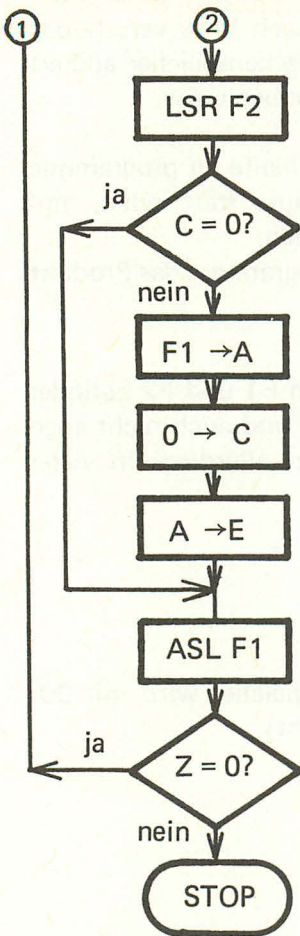 1
2
LSR F2
ja
C = 0?
nein
F1 → A
0 → C
A → E
ASL F1
ja
Z = 0?
nein
STOP